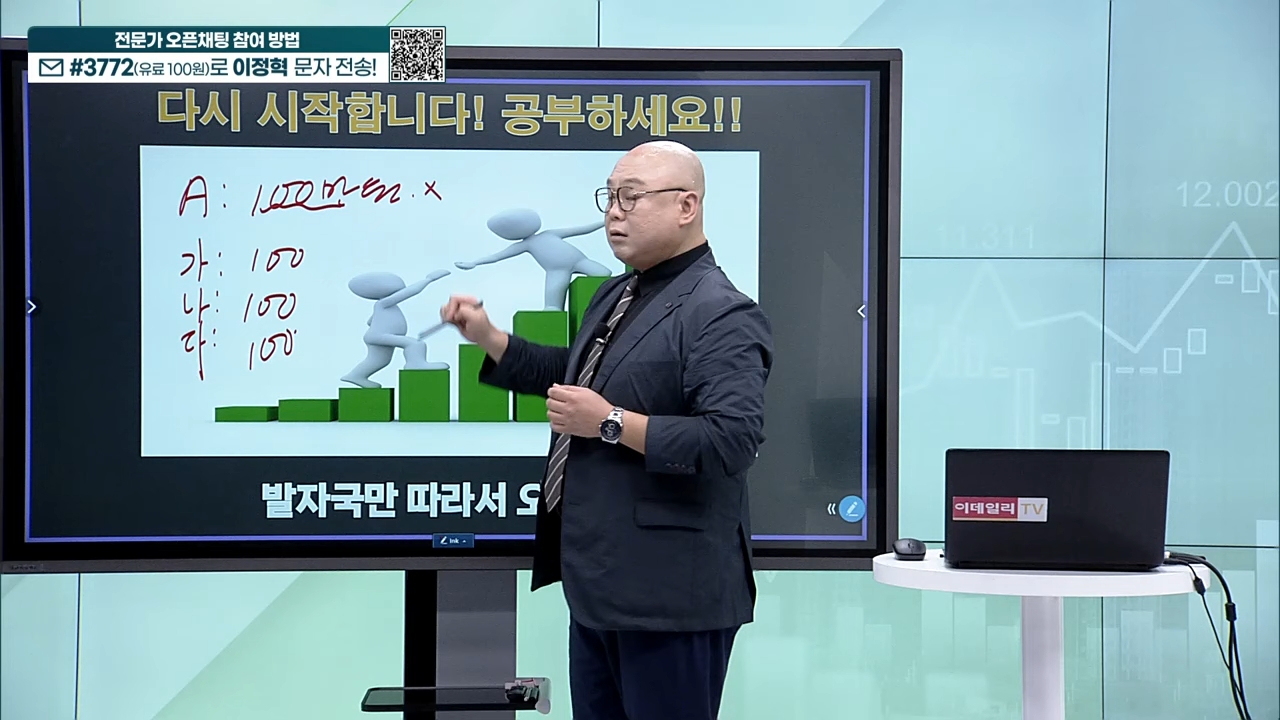 전문가 오픈채팅 참여 방법
#3772(유료 100원)로 이정혁 문자 전송!
다시 시작합니다! 공부하세요!!
A : 100만원. x
가 : 100
나 : 100
다 : 100
발자국만 따라서 오
Ink
이데일리 TV
11.311
12.002